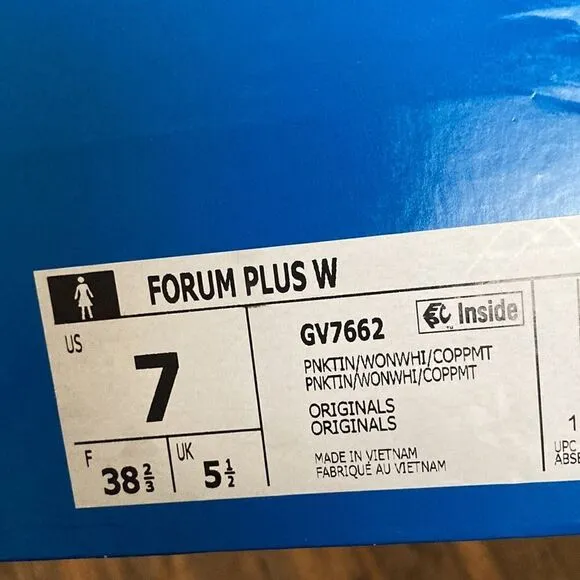 FORUM PLUS W
US
7
F 38 2/3
UK 5 1/2
GV7662
Inside
PNKTIN/WONWHI/COPPMT
PNKTIN/WONWHI/COPPMT
ORIGINALS
ORIGINALS
MADE IN VIETNAM
FABRIQUÉ AU VIETNAM
1
UPC